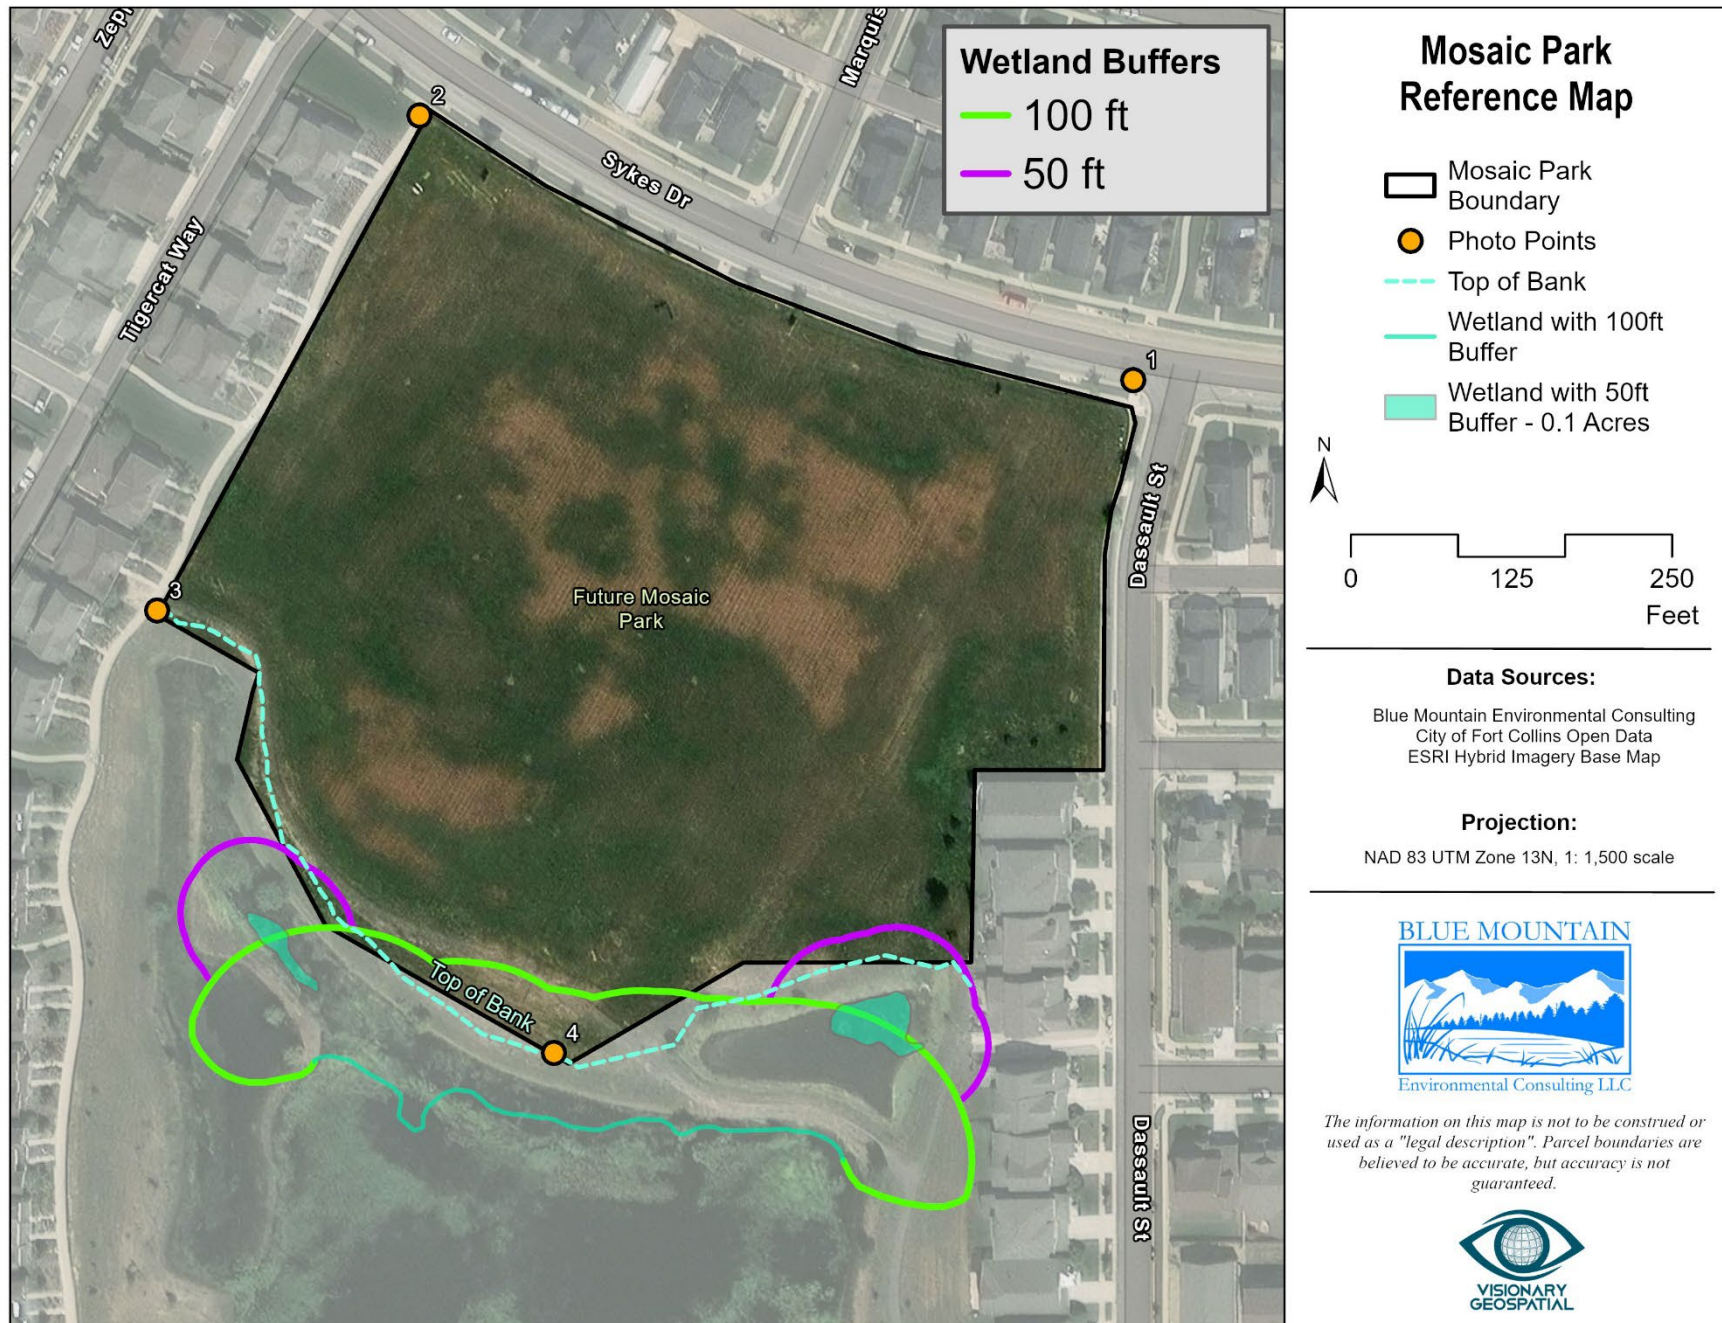 Zep
Marquis
2
Sykes Dr
Tigercat Way
1
Dassault St
3
Future Mosaic
Park
Top of Bank
4
Dassault St
Wetland Buffers
100 ft
50 ft
Mosaic Park
Reference Map
Mosaic Park
Boundary
Photo Points
Top of Bank
Wetland with 100ft
Buffer
Wetland with 50ft
Buffer - 0.1 Acres
N
0 125 250
Feet
Data Sources:
Blue Mountain Environmental Consulting
City of Fort Collins Open Data
ESRI Hybrid Imagery Base Map
Projection:
NAD 83 UTM Zone 13N, 1: 1,500 scale
BLUE MOUNTAIN
Environmental Consulting LLC
The information on this map is not to be construed or
used as a "legal description". Parcel boundaries are
believed to be accurate, but accuracy is not
guaranteed.
VISIONARY
GEOSPATIAL